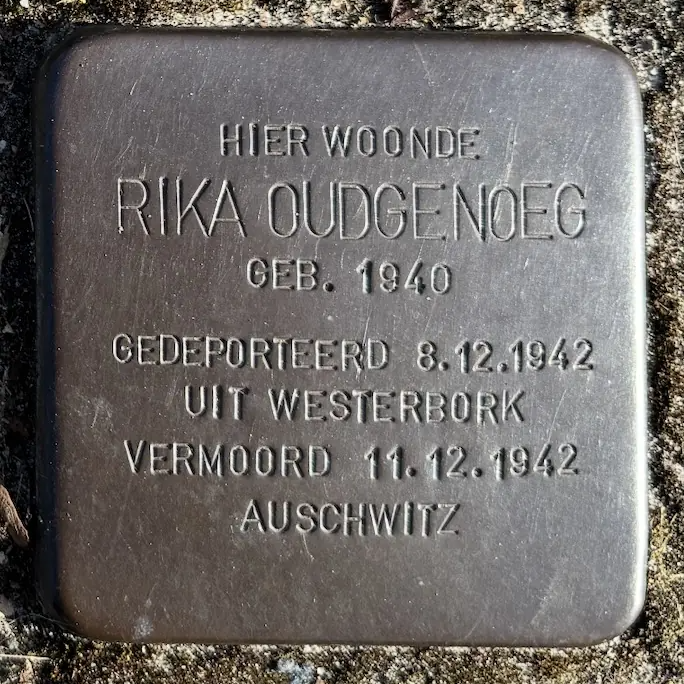 HIER WOONDE
RIKA OUDGENOEG
GEB. 1940
GEDEPORTEERD 8.12.1942
UIT WESTERBORK
VERMOORD 11.12.1942
AUSCHWITZ